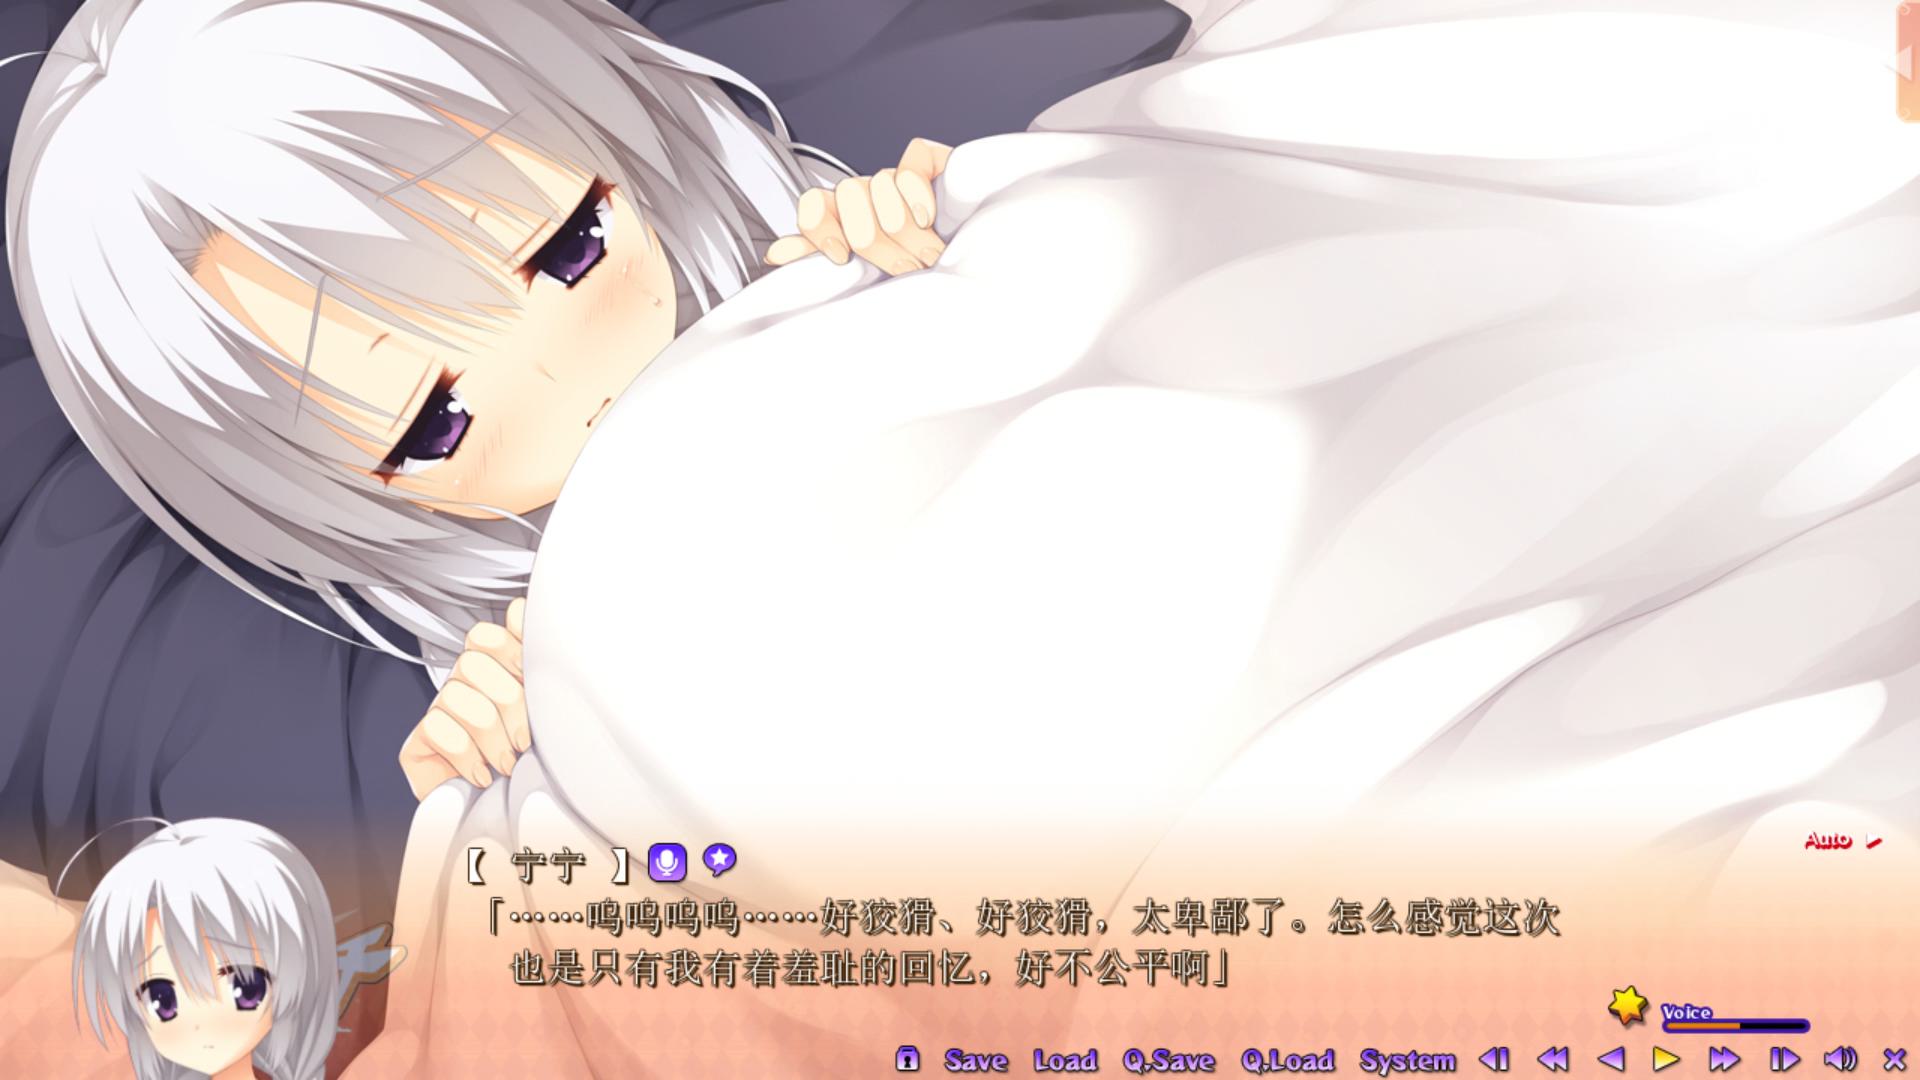 Auto
【 宁宁 】
「……呜呜呜呜……好狡猾、好狡猾，太卑鄙了。怎么感觉这次
也是只有我有着羞耻的回忆，好不公平啊」
Voice
Save Load Q.Save Q.Load System